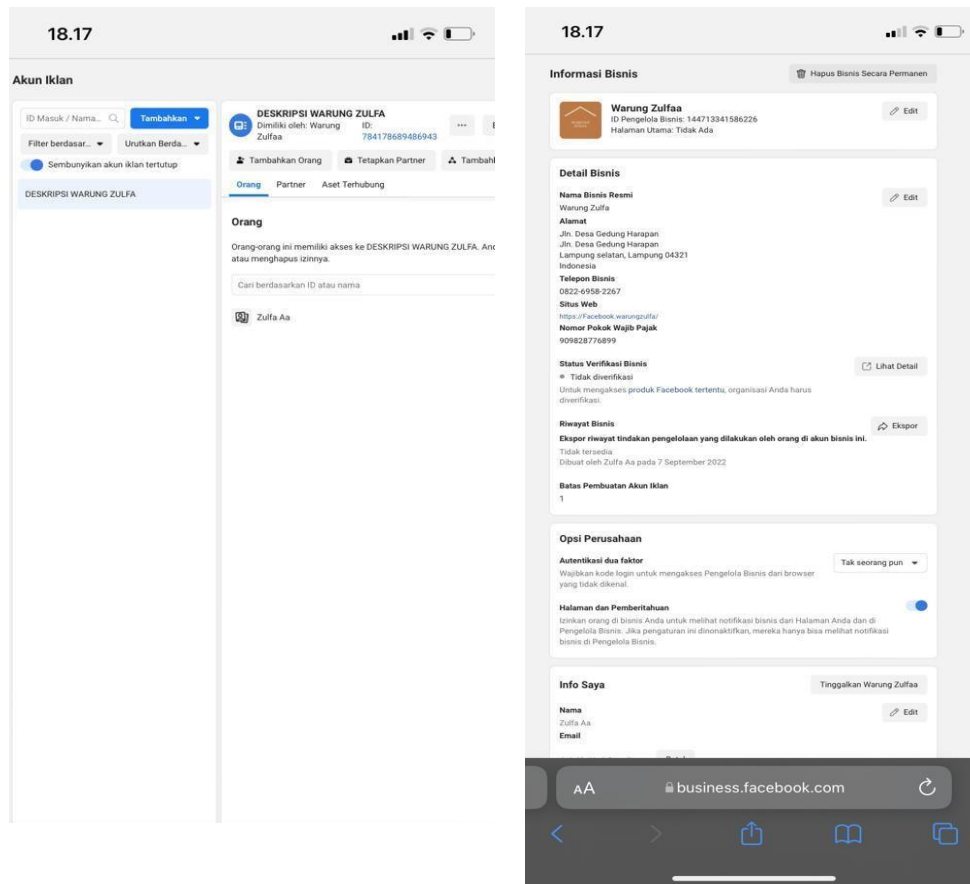 18.17
Akun Iklan
ID Masuk / Nama...
Tambahkan
Filter berdasar...
Urutkan Berda...
Sembunyikan akun iklan tertutup
DESKRIPSI WARUNG ZULFA
DESKRIPSI WARUNG ZULFA
Dimiliki oleh: Warung Zulfaa
ID: 784178689486943
Tambahkan Orang
Tetapkan Partner
Tambahl
Orang
Partner
Aset Terhubung
Orang
Orang-orang ini memiliki akses ke DESKRIPSI WARUNG ZULFA. And
atau menghapus izinnya.
Cari berdasarkan ID atau nama
Zulfa Aa
18.17
Informasi Bisnis
Hapus Bisnis Secara Permanen
Warung Zulfaa
ID Pengelola Bisnis: 1447133341586226
Halaman Utama: Tidak Ada
Edit
Detail Bisnis
Nama Bisnis Resmi
Edit
Warung Zulfa
Alamat
Jln. Desa Gedung Harapan
Jln. Desa Gedung Harapan
Lampung selatan, Lampung 04321
Indonesia
Telepon Bisnis
0822-6958-2267
Situs Web
https://Facebook.warungzulfa/
Nomor Pokok Wajib Pajak
909828776899
Status Verifikasi Bisnis
Lihat Detail
Tidak diverifikasi
Untuk mengakses produk Facebook tertentu, organisasi Anda harus
diverifikasi.
Riwayat Bisnis
Ekspor
Ekspor riwayat tindakan pengelolaan yang dilakukan oleh orang di akun bisnis ini.
Tidak tersedia
Dibuat oleh Zulfa Aa pada 7 September 2022
Batas Pembuatan Akun Iklan
1
Opsi Perusahaan
Autentikasi dua faktor
Tak seorang pun
Wajibkan kode login untuk mengakses Pengelola Bisnis dari browser
yang tidak dikenal.
Halaman dan Pemberitahuan
Izinkan orang di bisnis Anda untuk melihat notifikasi bisnis dari Halaman Anda dan di
Pengelola Bisnis. Jika pengaturan ini dinonaktifkan, mereka hanya bisa melihat notifikasi
bisnis di Pengelola Bisnis.
Info Saya
Tinggalkan Warung Zulfaa
Nama
Edit
Zulfa Aa
Email
AA
business.facebook.com